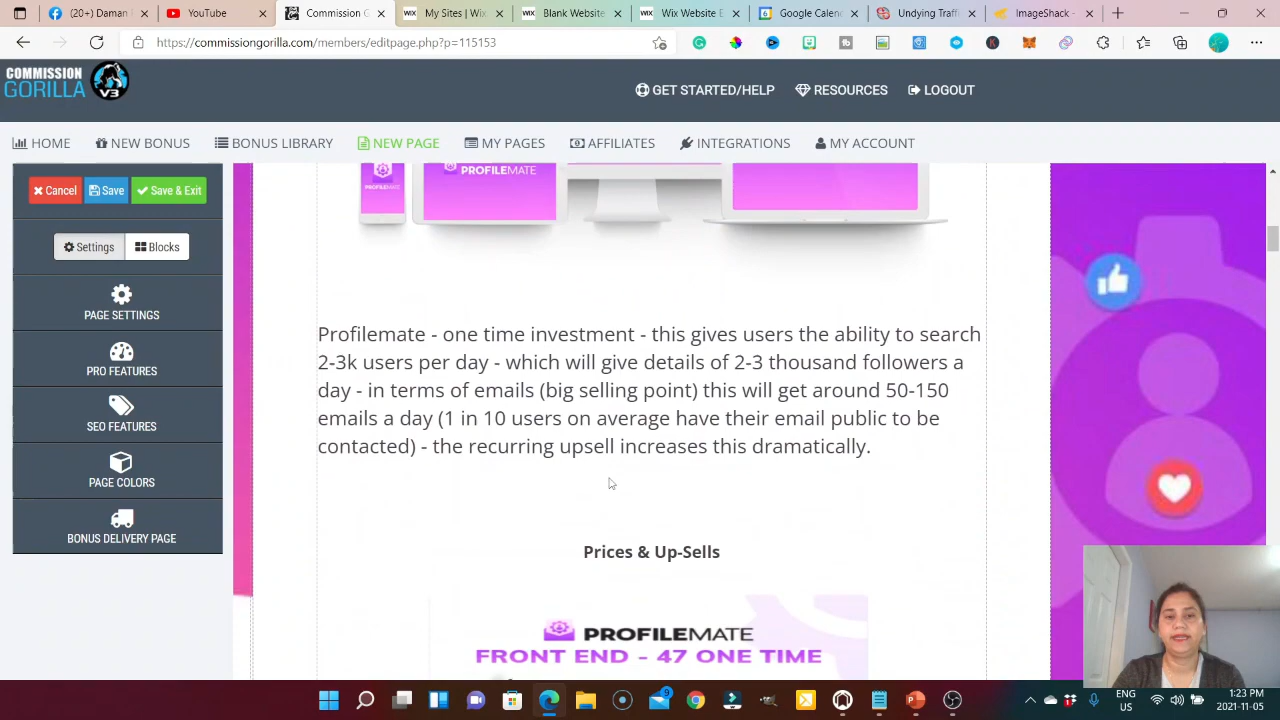 (10) Damia
YouTube
Commission G
My Sites | Wix
Blank Website
Wix Website E
Google Calend
Undying Traffi
ImageShack -
https://commissiongorilla.com/members/editpage.php?p=115153
COMMISSION
GORILLA
V3
GET STARTED/HELP
RESOURCES
LOGOUT
HOME
NEW BONUS
BONUS LIBRARY
NEW PAGE
MY PAGES
AFFILIATES
INTEGRATIONS
MY ACCOUNT
Cancel
Save
Save & Exit
Settings
Blocks
PAGE SETTINGS
PRO FEATURES
SEO FEATURES
PAGE COLORS
BONUS DELIVERY PAGE
PROFILEMATE
PROFILEMATE
Profilemate - one time investment - this gives users the ability to search
2-3k users per day - which will give details of 2-3 thousand followers a
day - in terms of emails (big selling point) this will get around 50-150
emails a day (1 in 10 users on average have their email public to be
contacted) - the recurring upsell increases this dramatically.
Prices & Up-Sells
PROFILEMATE
FRONT END - 47 ONE TIME
9
ENG
US
1:23 PM
2021-11-05